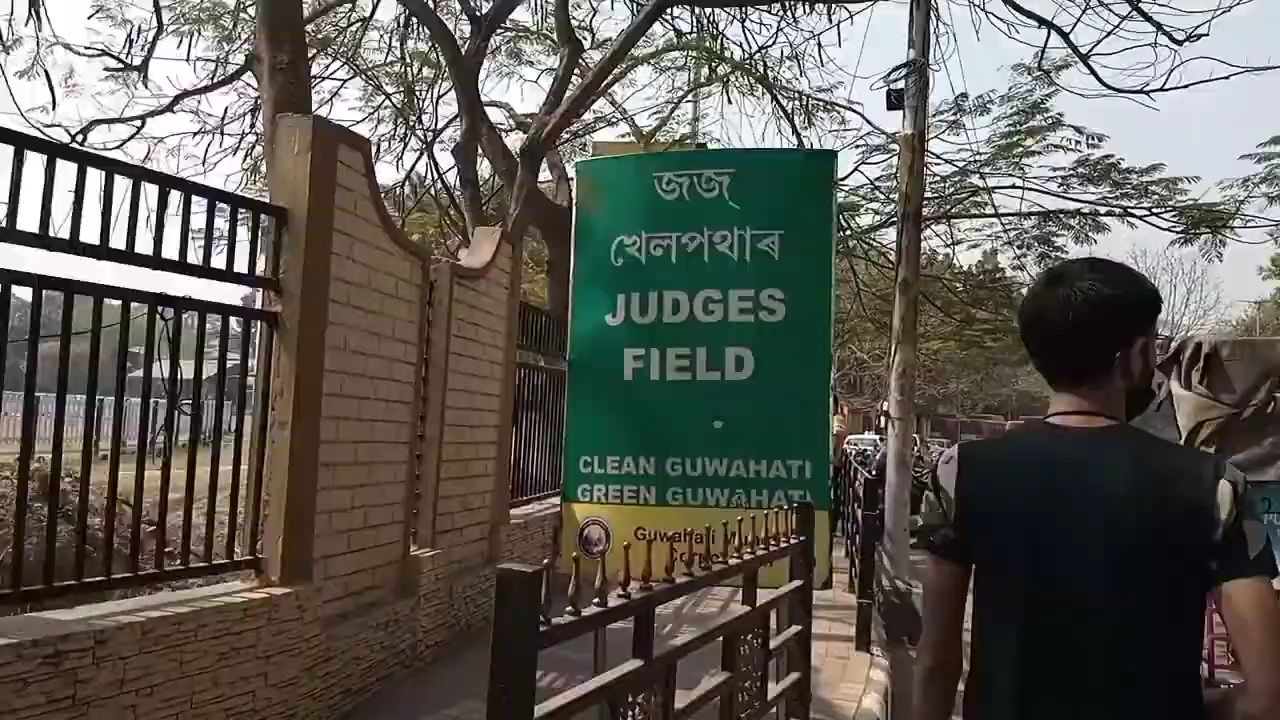 জজ্
খেলপথাৰ
JUDGES
FIELD
CLEAN GUWAHATI
GREEN GUWAHATI
Guwahati